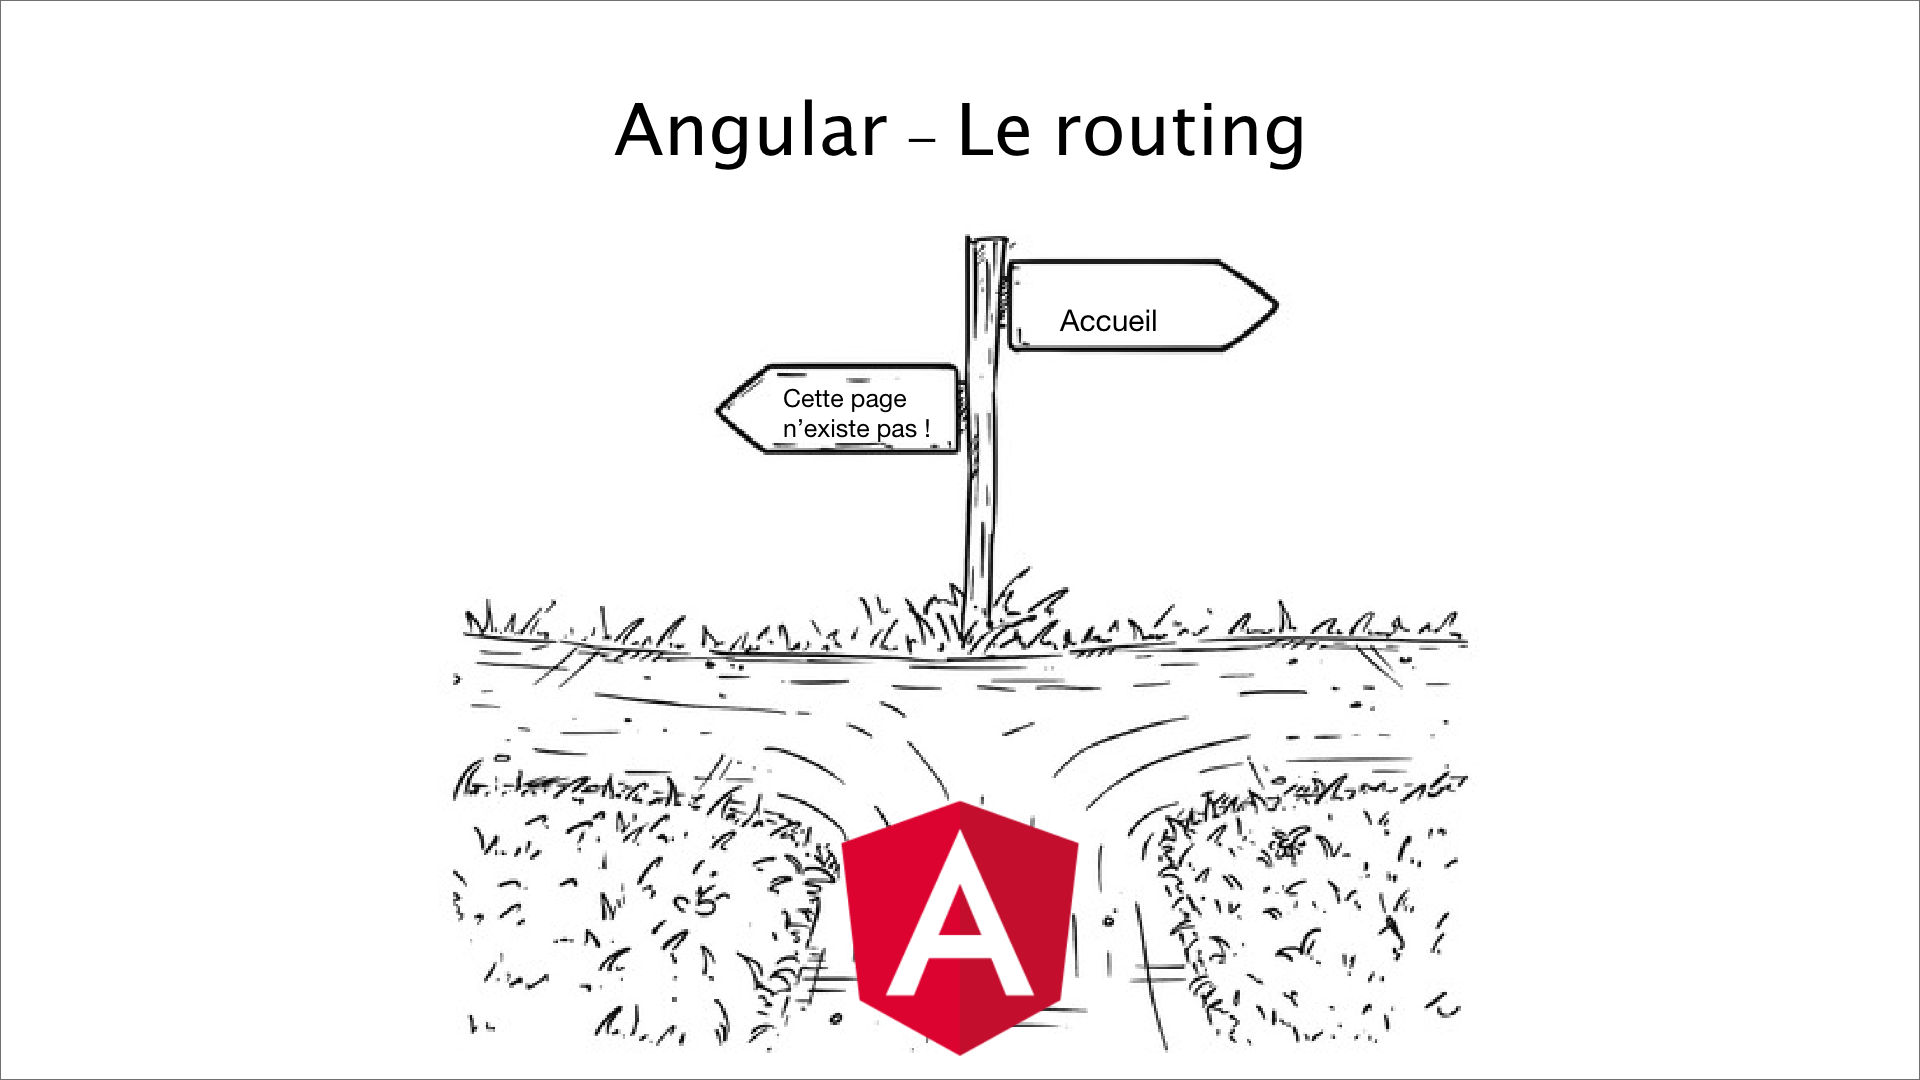 Angular – Le routing
Accueil
Cette page
n’existe pas !
A